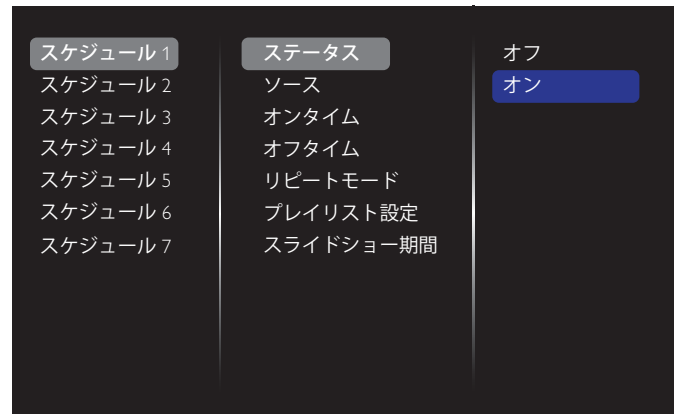 スケジュール 1
スケジュール 2
スケジュール 3
スケジュール 4
スケジュール 5
スケジュール 6
スケジュール 7
ステータス
ソース
オンタイム
オフタイム
リピートモード
プレイリスト設定
スライドショー期間
オフ
オン